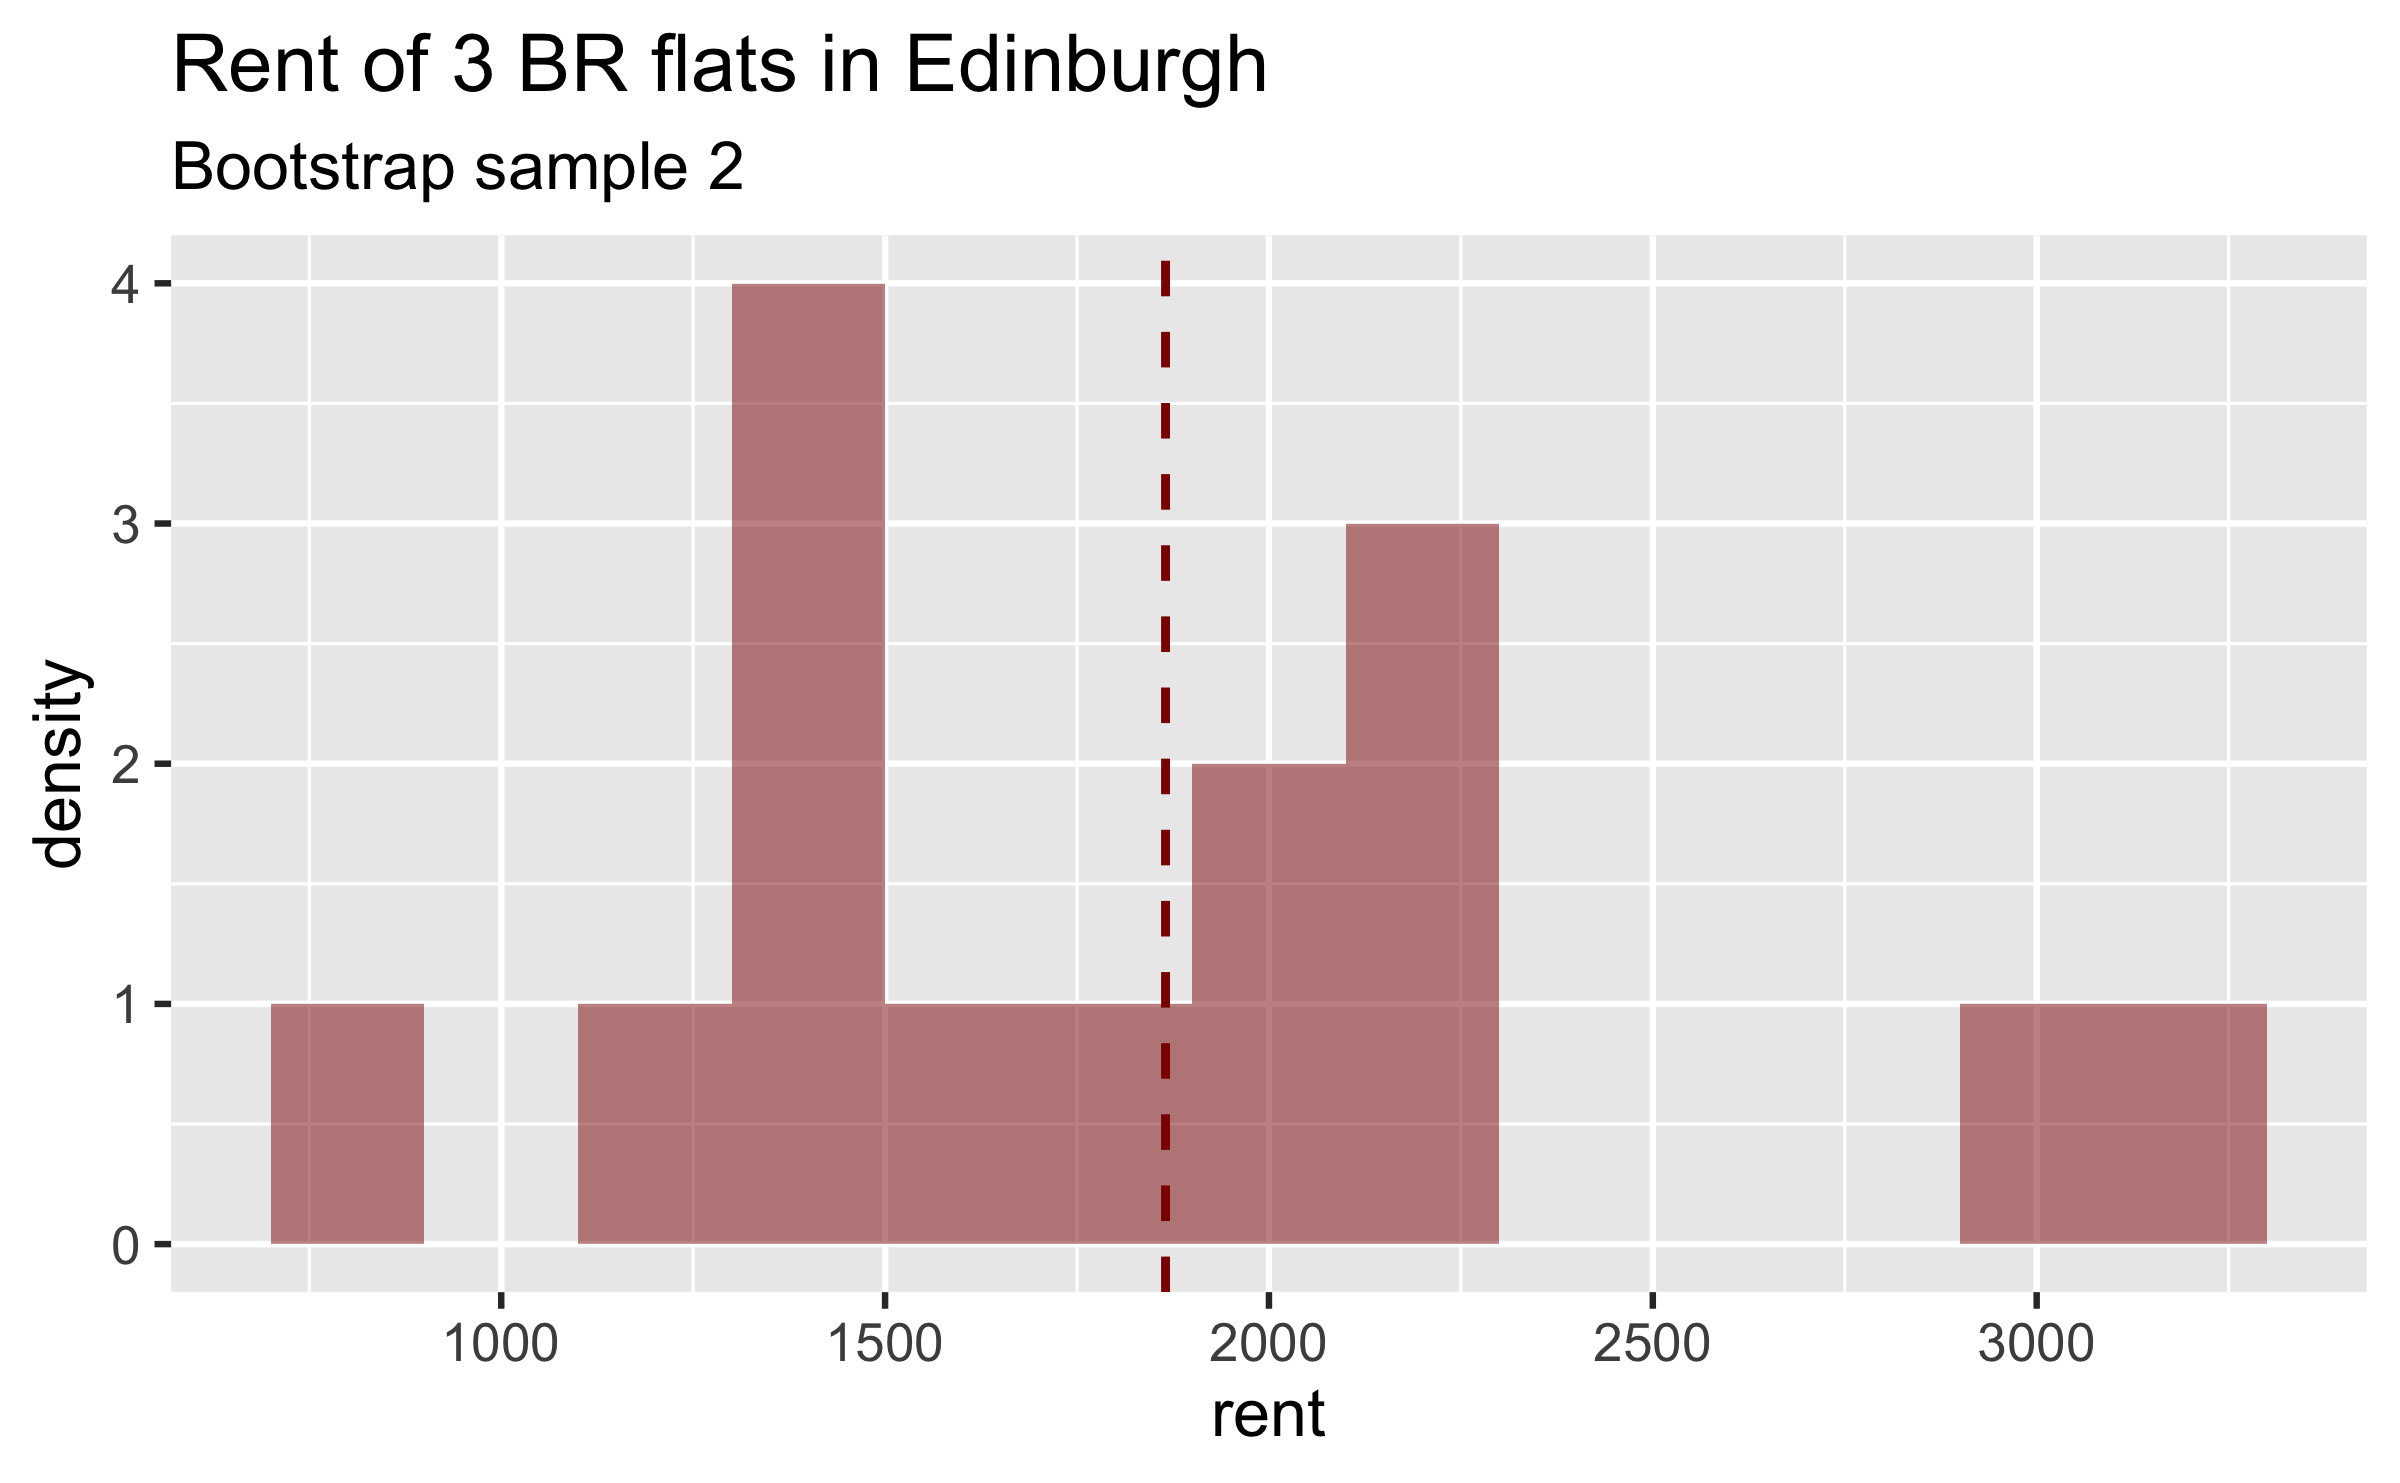 Rent of 3 BR flats in Edinburgh
Bootstrap sample 2
density
4
3
2
1
0
1000 1500 2000 2500 3000
rent